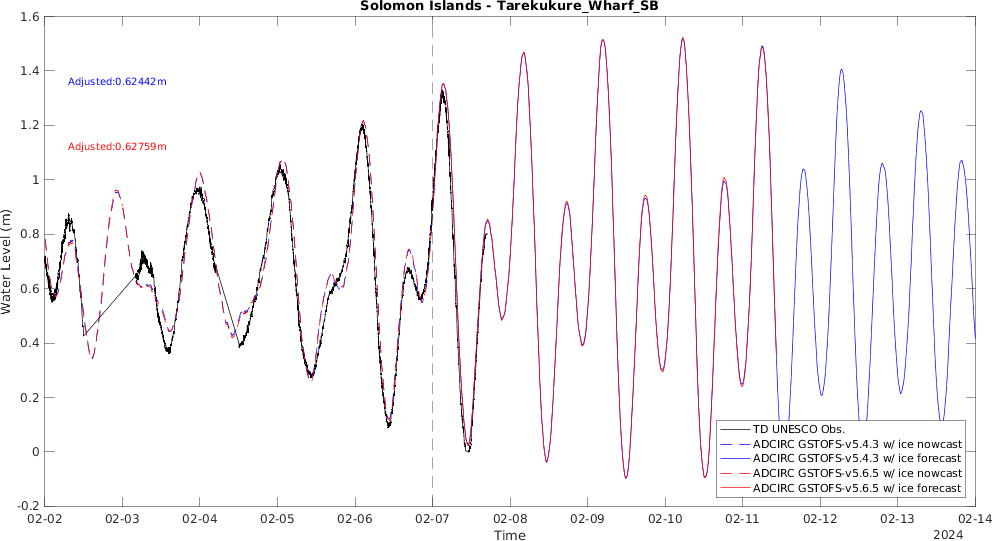 Solomon Islands - Tarekukure_Wharf_SB
1.6
1.4
1.2
1
0.8
0.6
0.4
0.2
0
-0.2
Water Level (m)
Adjusted:0.62442m
Adjusted:0.62759m
TD UNESCO Obs.
ADCIRC GSTOFS-v5.4.3 w/ ice nowcast
ADCIRC GSTOFS-v5.4.3 w/ ice forecast
ADCIRC GSTOFS-v5.6.5 w/ ice nowcast
ADCIRC GSTOFS-v5.6.5 w/ ice forecast
02-02 02-03 02-04 02-05 02-06 02-07 02-08 02-09 02-10 02-11 02-12 02-13 02-14
Time
2024